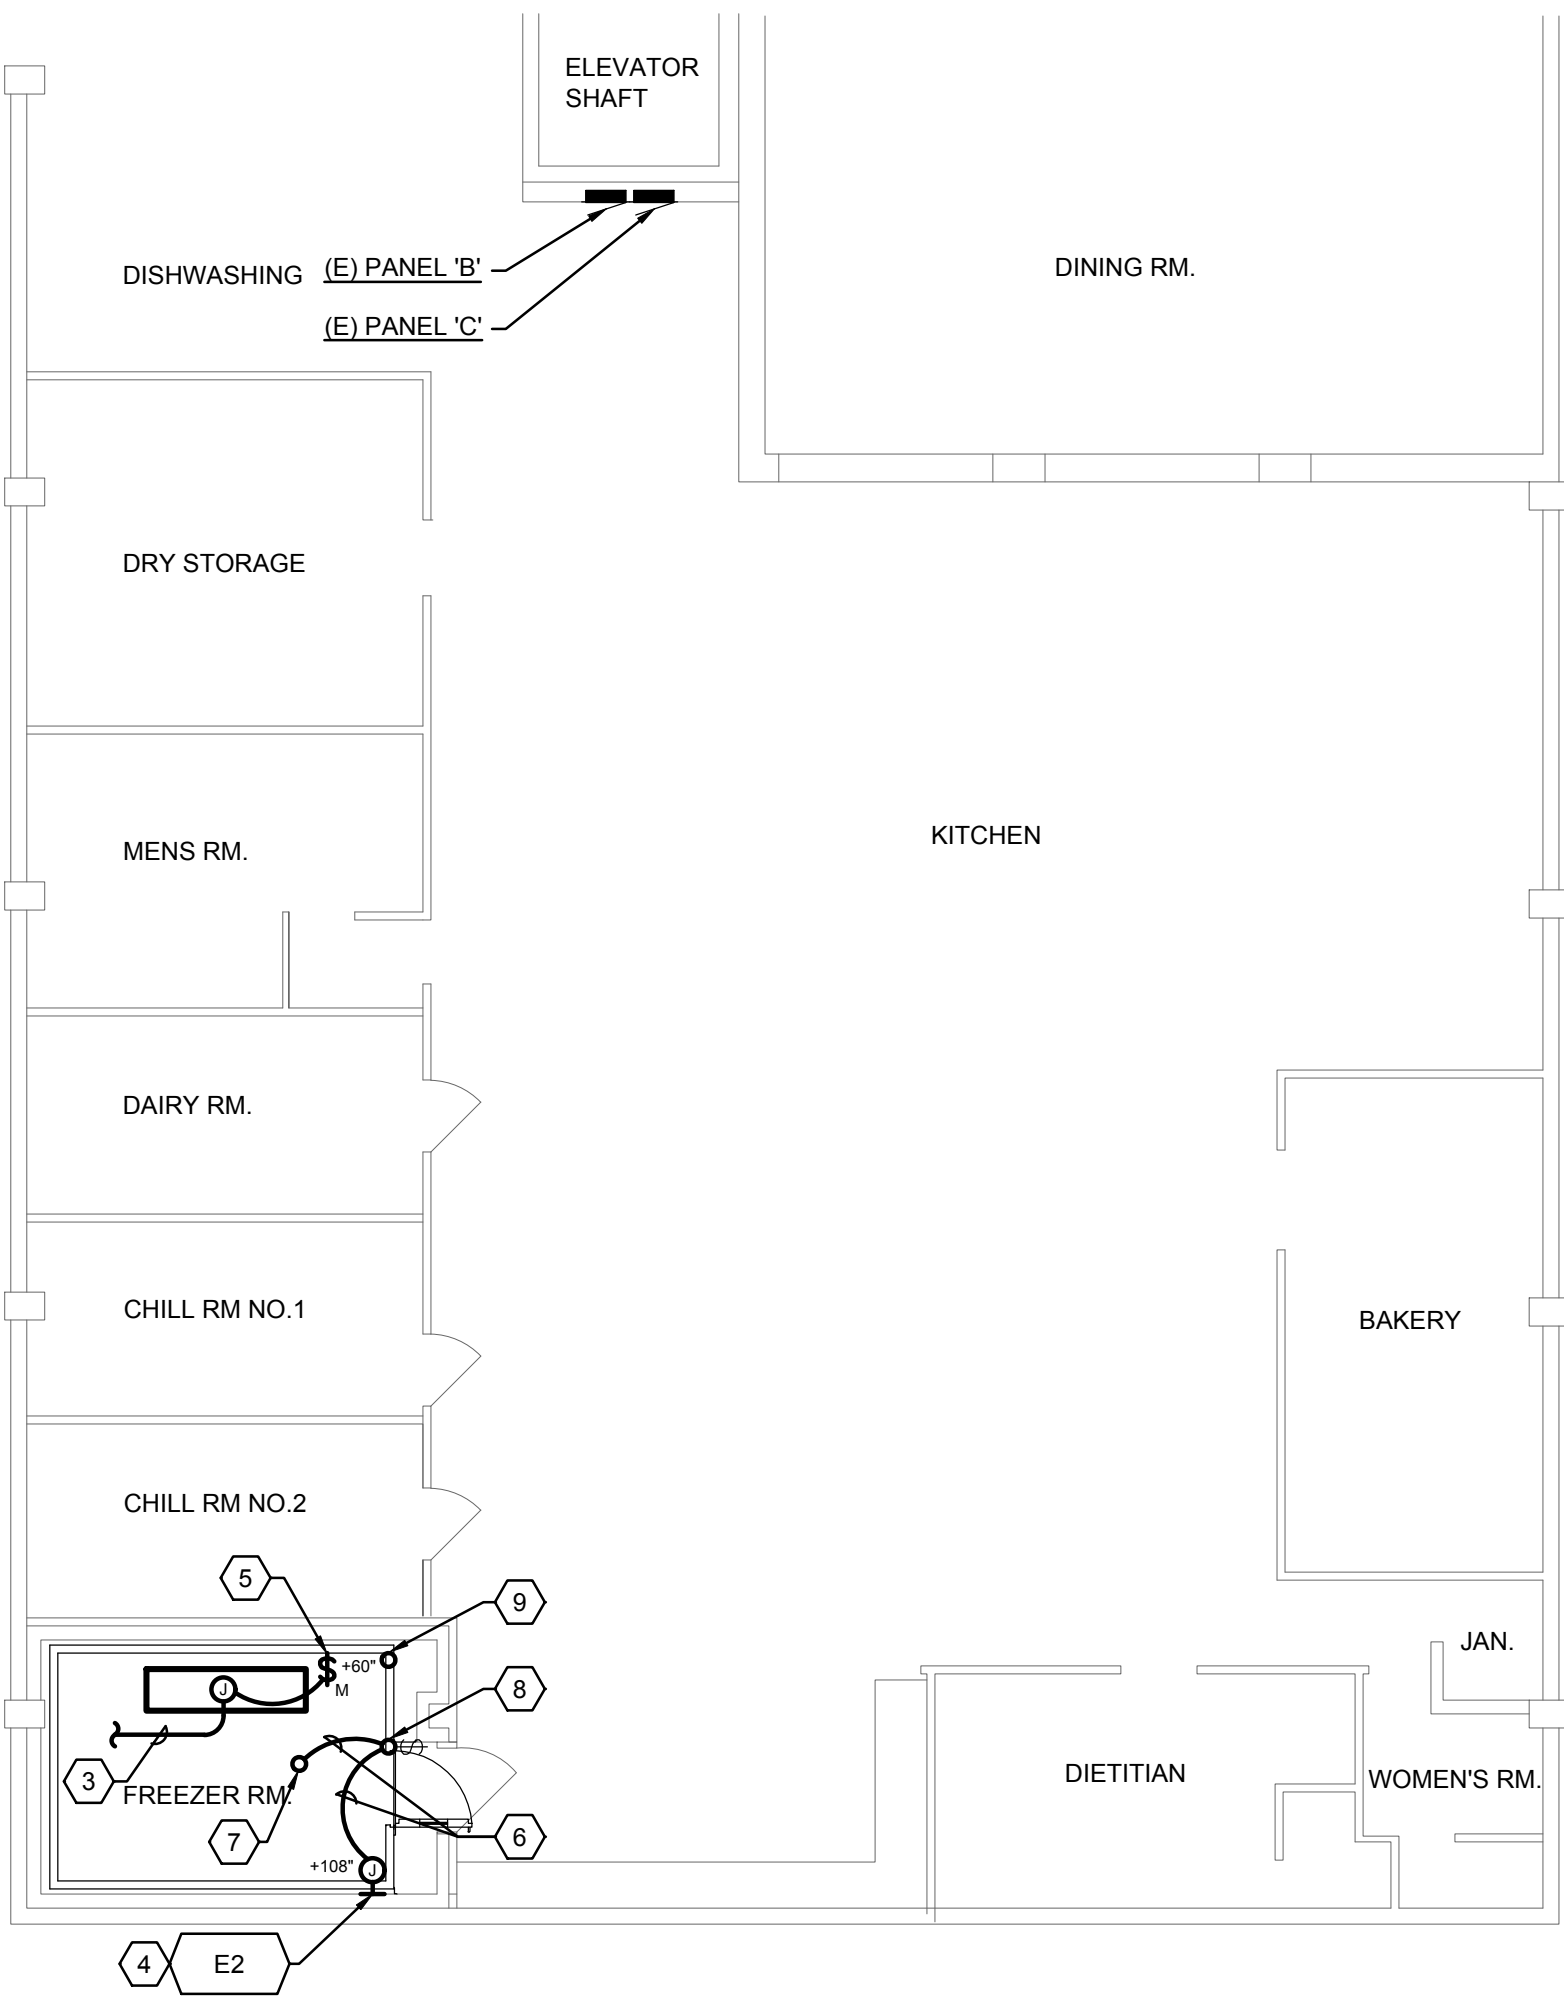 ELEVATOR
SHAFT
DISHWASHING
(E) PANEL 'B'
(E) PANEL 'C'
DINING RM.
DRY STORAGE
MENS RM.
KITCHEN
DAIRY RM.
CHILL RM NO.1
BAKERY
CHILL RM NO.2
5
9
JAN.
+60"
J
M
8
3
FREEZER RM.
DIETITIAN
WOMEN'S RM.
7
6
+108"
J
4
E2